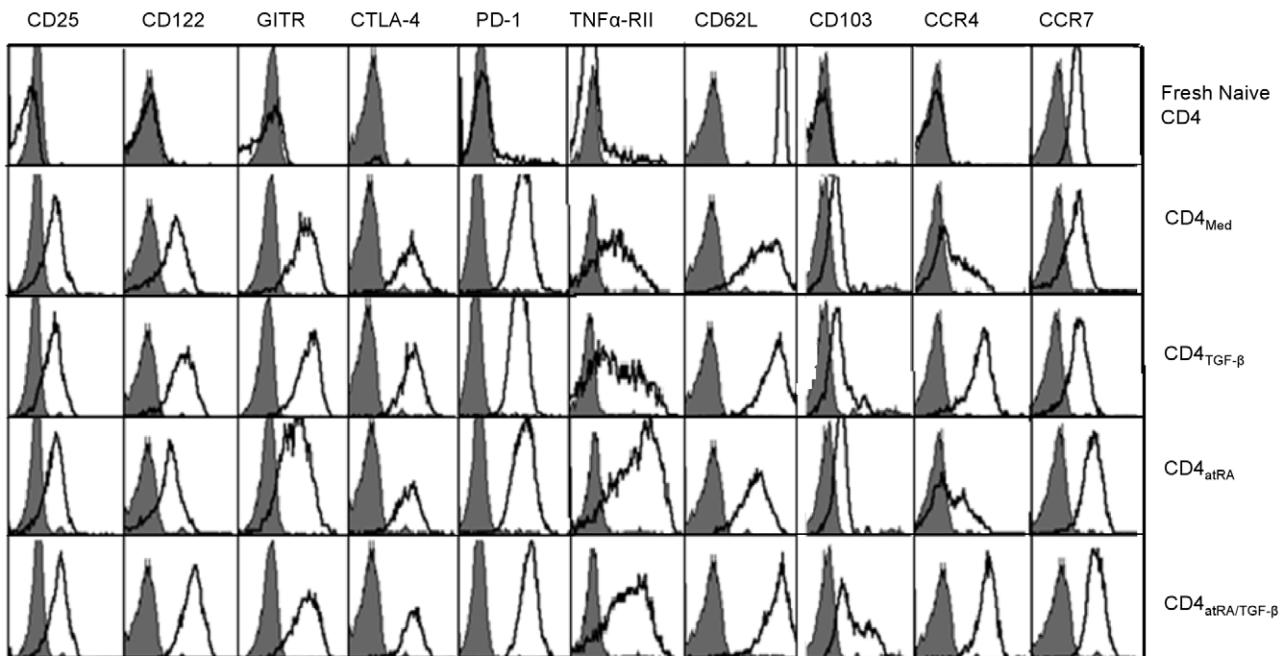 CD25 CD122 GITR CTLA-4 PD-1 TNFα-RII CD62L CD103 CCR4 CCR7
Fresh Naive
CD4
CD4Med
CD4TGF-β
CD4atRA
CD4atRA/TGF-β